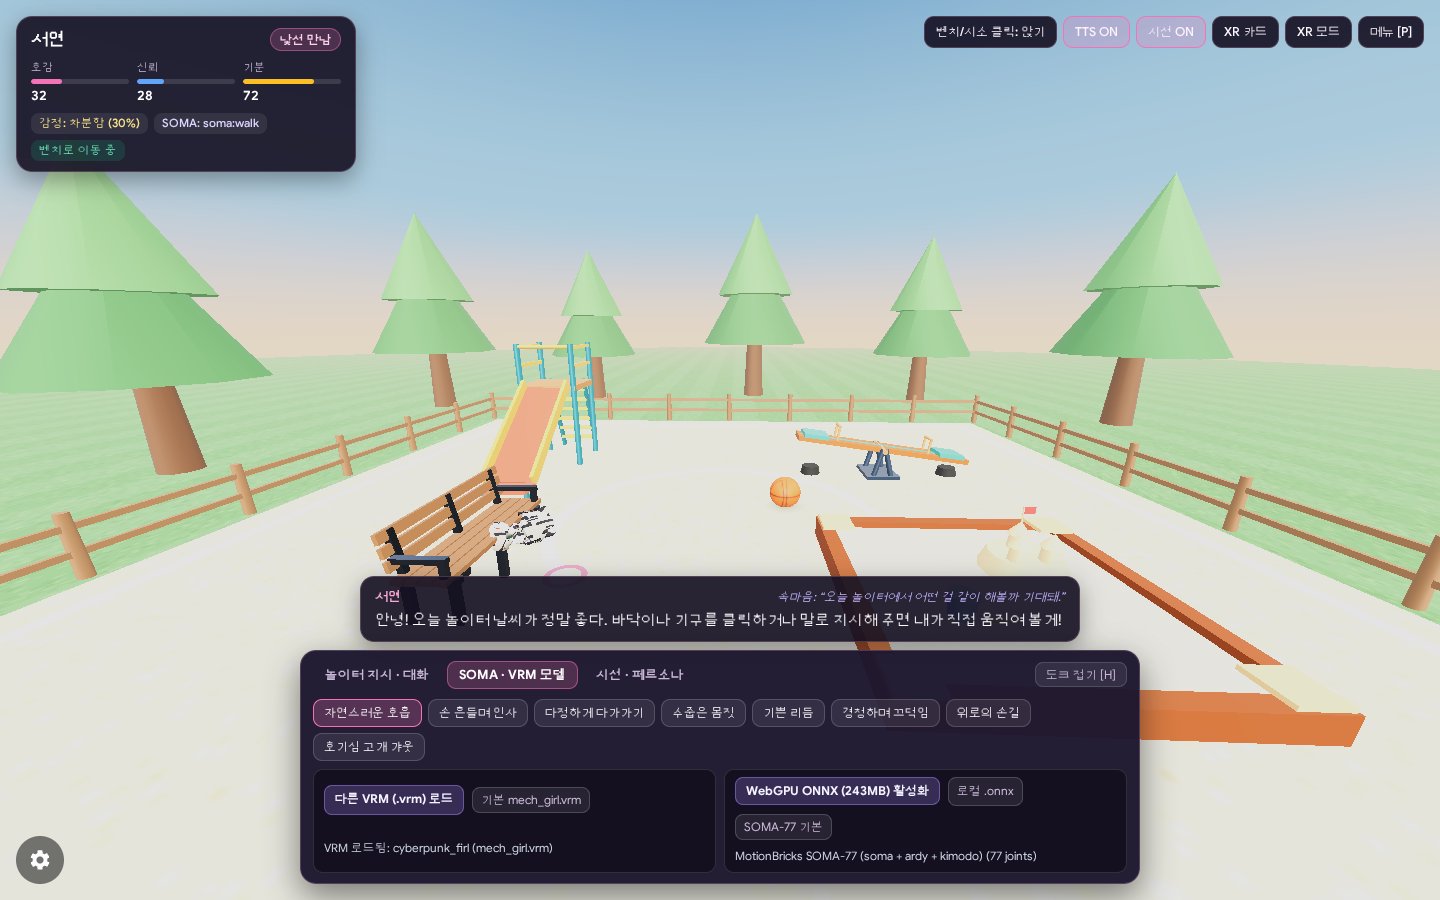 서연
낯선 만남
호감
신뢰
기분
32
28
72
감정: 차분함 (30%)
SOMA: soma:walk
벤치로 이동 중
벤치/시소 클릭: 앉기
TTS ON
시선 ON
XR 카드
XR 모드
메뉴 [P]
서연
속마음: “오늘 놀이터에서 어떤 걸 같이 해볼까 기대돼.”
안녕! 오늘 놀이터 날씨가 정말 좋다. 바닥이나 기구를 클릭하거나 말로 지시해 주면 내가 직접 움직여 볼게!
놀이터 지시 · 대화
SOMA · VRM 모델
시선 · 페르소나
도크 접기 [H]
자연스러운 호흡
손 흔들며 인사
다정하게 다가가기
수줍은 몸짓
기쁜 리듬
경청하며 끄덕임
위로의 손길
호기심 고개 갸웃
다른 VRM (.vrm) 로드
기본 mech_girl.vrm
VRM 로드됨: cyberpunk_firl (mech_girl.vrm)
WebGPU ONNX (243MB) 활성화
로컬 .onnx
SOMA-77 기본
MotionBricks SOMA-77 (soma + ardy + kimodo) (77 joints)